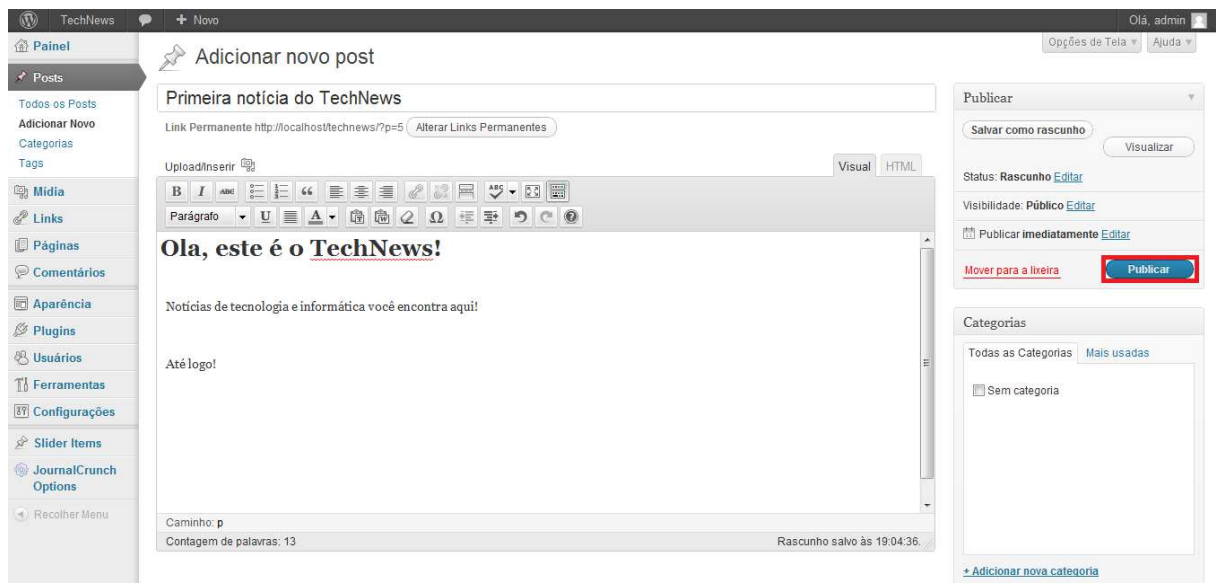 TechNews + Novo Olá, admin
Painel
Posts
Todos os Posts
Adicionar Novo
Categorias
Tags
Mídia
Links
Páginas
Comentários
Aparência
Plugins
Usuários
Ferramentas
Configurações
Slider Items
JournalCrunch
Options
Recolher Menu
Opções de Tela Ajuda
Adicionar novo post
Primeira notícia do TechNews
Link Permanente http://localhost/technews/?p=5 Alterar Links Permanentes
Upload/Inserir Visual HTML
B I ABC ABC
Parágrafo U A Ω
Ola, este é o TechNews!
Notícias de tecnologia e informática você encontra aqui!
Até logo!
Caminho: p
Contagem de palavras: 13 Rascunho salvo às 19:04:36.
Publicar
Salvar como rascunho
Visualizar
Status: Rascunho Editar
Visibilidade: Público Editar
Publicar imediatamente Editar
Mover para a lixeira Publicar
Categorias
Todas as Categorias Mais usadas
Sem categoria
+ Adicionar nova categoria